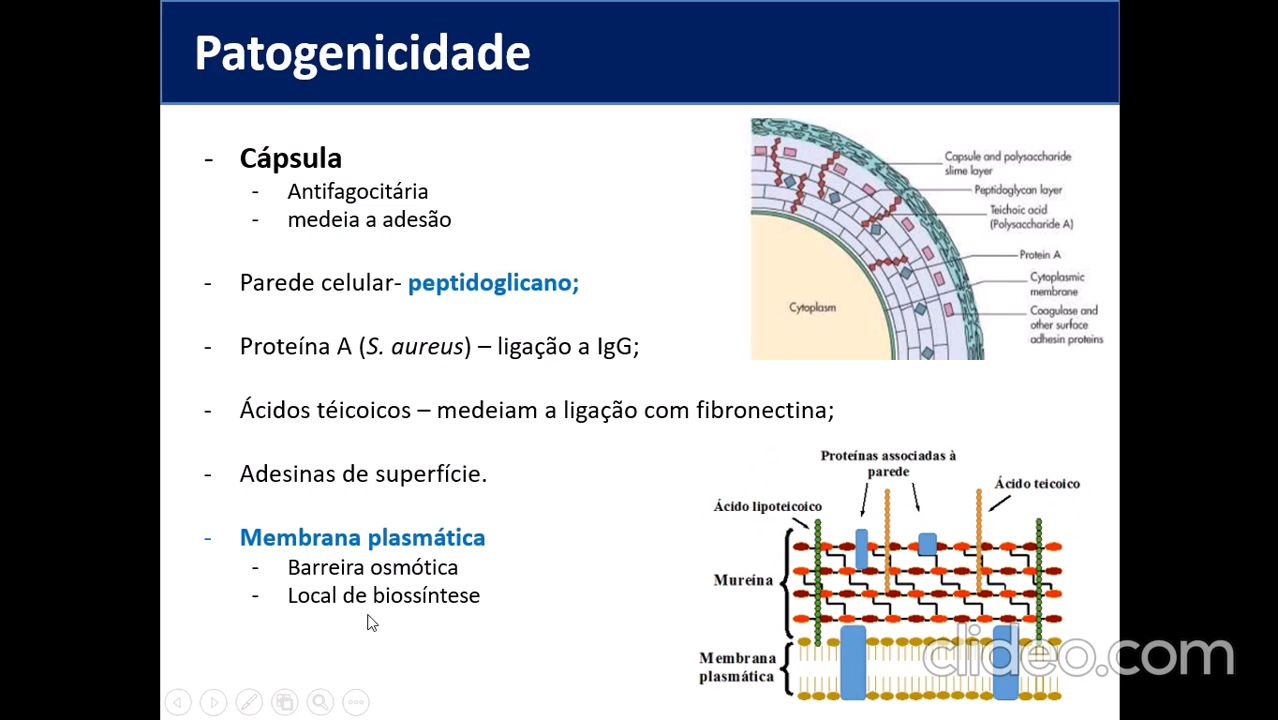 Patogenicidade
- Cápsula
- Antifagocitária
- medeia a adesão
- Parede celular- peptidoglicano;
- Proteína A (S. aureus) – ligação a IgG;
- Ácidos téicoicos – medeiam a ligação com fibronectina;
- Adesinas de superfície.
- Membrana plasmática
- Barreira osmótica
- Local de biossíntese
Capsule and polysaccharide
slime layer
Peptidoglycan layer
Teichoic acid
(Polysaccharide A)
Protein A
Cytoplasmic
membrane
Coagulase and
other surface
adhesin proteins
Cytoplasm
Proteínas associadas à
parede
Ácido teicoico
Ácido lipoteicoico
Mureína
Membrana
plasmática
clideo.com